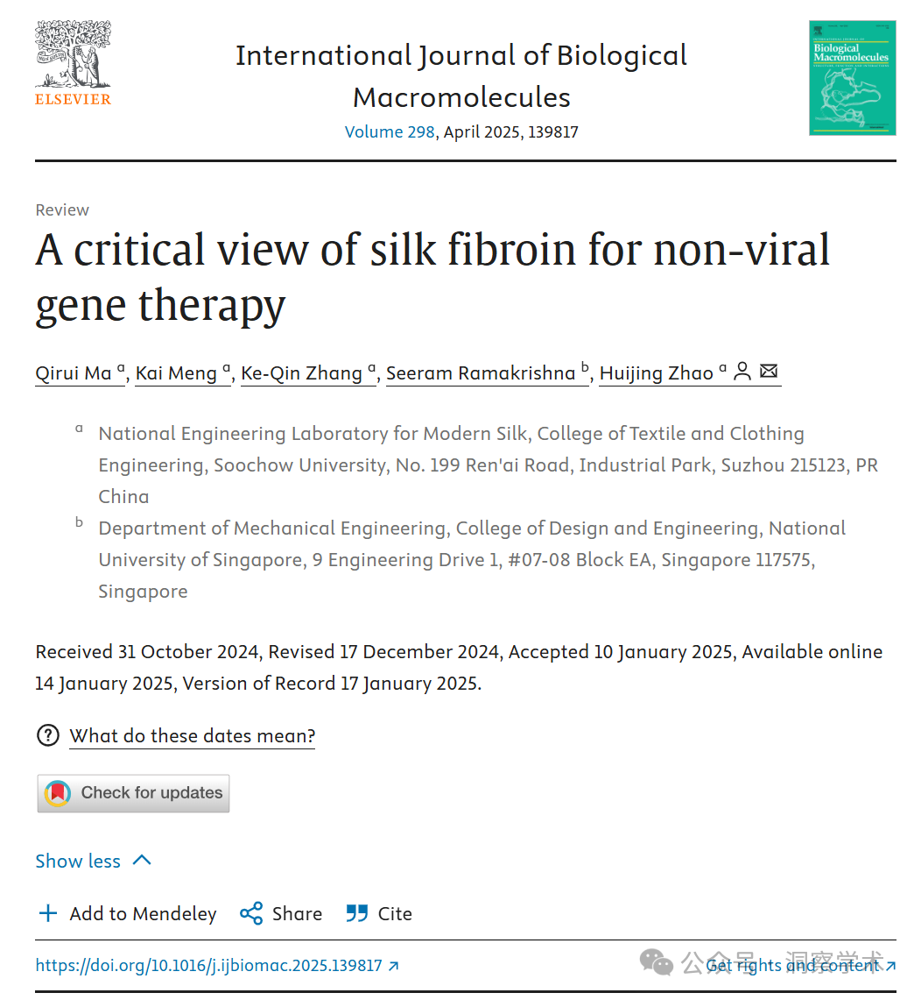 ELSEVIER
International Journal of Biological
Macromolecules
Volume 298, April 2025, 139817
Biological
Macromolecules
Review
A critical view of silk fibroin for non-viral
gene therapy
Qirui Ma a, Kai Meng a, Ke-Qin Zhang a, Seeram Ramakrishna b, Huijing Zhao a
a National Engineering Laboratory for Modern Silk, College of Textile and Clothing
Engineering, Soochow University, No. 199 Ren'ai Road, Industrial Park, Suzhou 215123, PR
China
b Department of Mechanical Engineering, College of Design and Engineering, National
University of Singapore, 9 Engineering Drive 1, #07-08 Block EA, Singapore 117575,
Singapore
Received 31 October 2024, Revised 17 December 2024, Accepted 10 January 2025, Available online
14 January 2025, Version of Record 17 January 2025.
What do these dates mean?
Check for updates
Show less
Add to Mendeley Share Cite
https://doi.org/10.1016/j.ijbiomac.2025.139817
Get rights and content
公众号 · 洞察学术